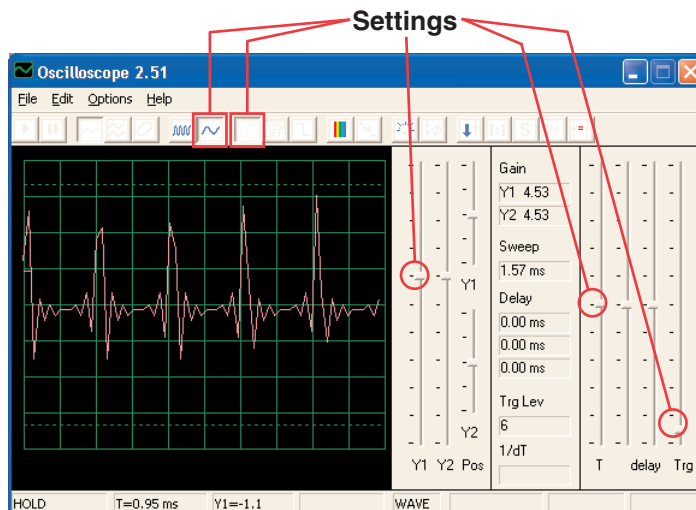 Settings
Oscilloscope 2.51
File Edit Options Help
Gain
Y1 4.53
Y2 4.53
Sweep
1.57 ms
Y1
Delay
0.00 ms
0.00 ms
0.00 ms
Trg Lev
6
Y2
1/dT
Y1 Y2 Pos
T delay Trg
HOLD T=0.95 ms Y1=-1.1 WAVE